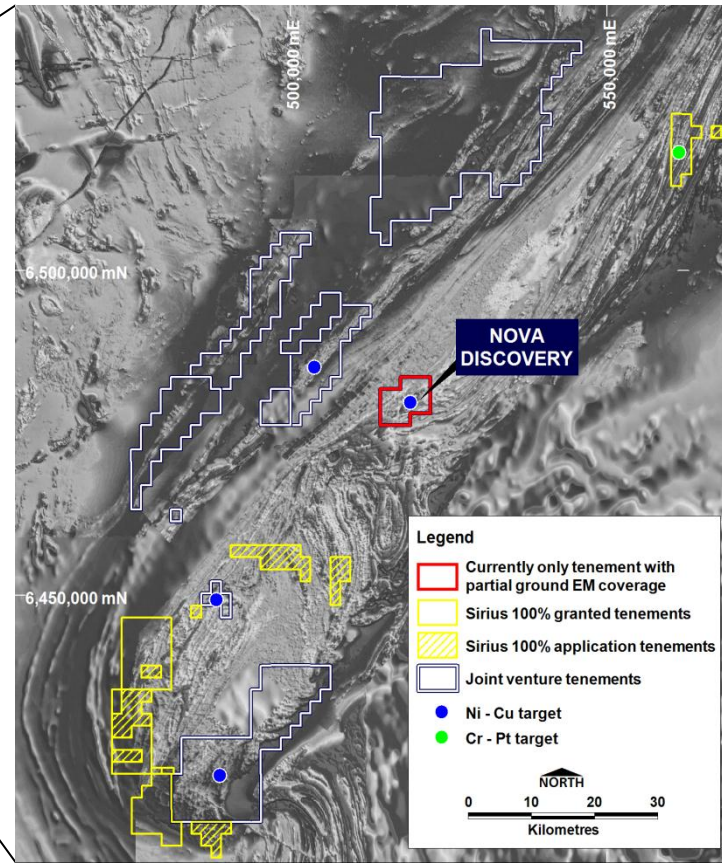 500,000 mE
550,000 mE
6,500,000 mN
NOVA
DISCOVERY
6,450,000 mN
Legend
Currently only tenement with
partial ground EM coverage
Sirius 100% granted tenements
Sirius 100% application tenements
Joint venture tenements
Ni - Cu target
Cr - Pt target
NORTH
0 10 20 30
Kilometres